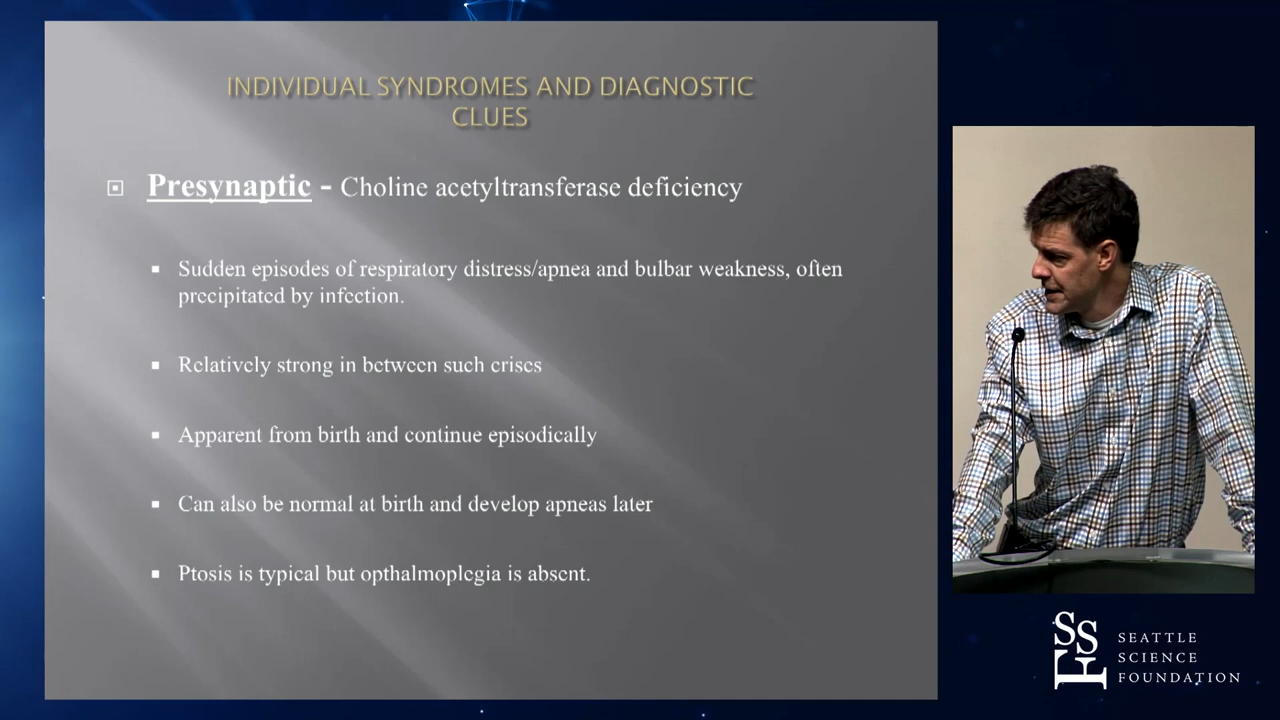 INDIVIDUAL SYNDROMES AND DIAGNOSTIC
CLUES
Presynaptic - Choline acetyltransferase deficiency
Sudden episodes of respiratory distress/apnea and bulbar weakness, often
precipitated by infection.
Relatively strong in between such crises
Apparent from birth and continue episodically
Can also be normal at birth and develop apneas later
Ptosis is typical but opthalmoplegia is absent.
SSF
SEATTLE
SCIENCE
FOUNDATION